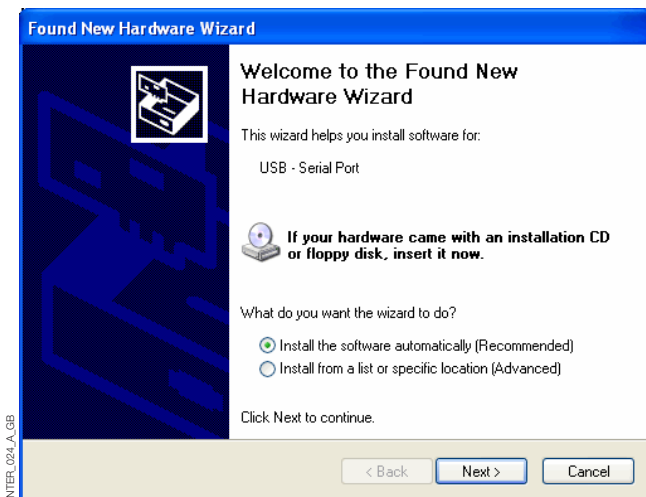 Found New Hardware Wizard
Welcome to the Found New
Hardware Wizard
This wizard helps you install software for:
USB - Serial Port
If your hardware came with an installation CD
or floppy disk, insert it now.
What do you want the wizard to do?
Install the software automatically (Recommended)
Install from a list or specific location (Advanced)
Click Next to continue.
< Back
Next >
Cancel
NTER_024_A_GB